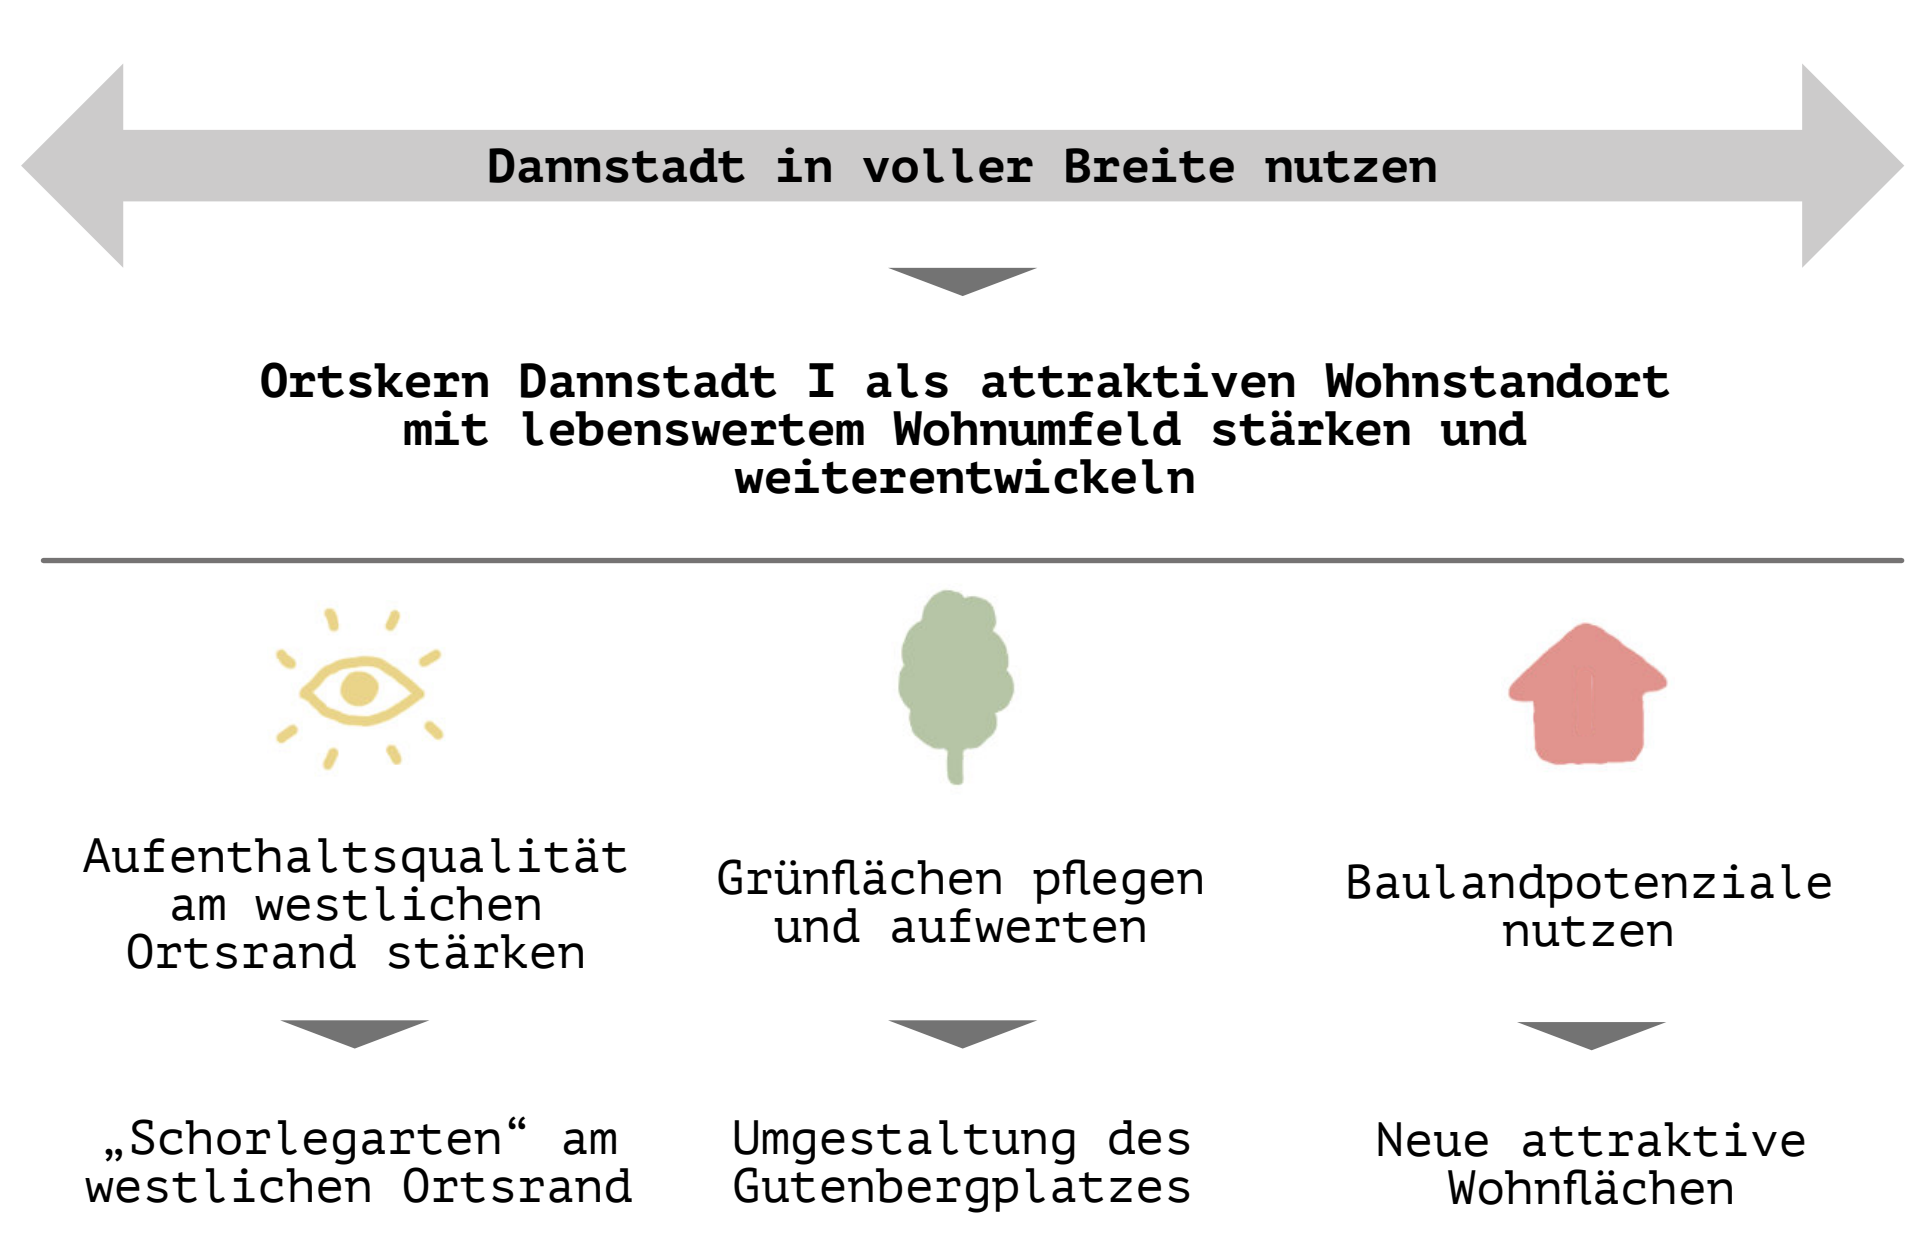 Dannstadt in voller Breite nutzen
Ortskern Dannstadt I als attraktiven Wohnstandort
mit lebenswertem Wohnumfeld stärken und
weiterentwickeln
Aufenthaltsqualität
am westlichen
Ortsrand stärken
Grünflächen pflegen
und aufwerten
Baulandpotenziale
nutzen
„Schorlegarten“ am
westlichen Ortsrand
Umgestaltung des
Gutenbergplatzes
Neue attraktive
Wohnflächen